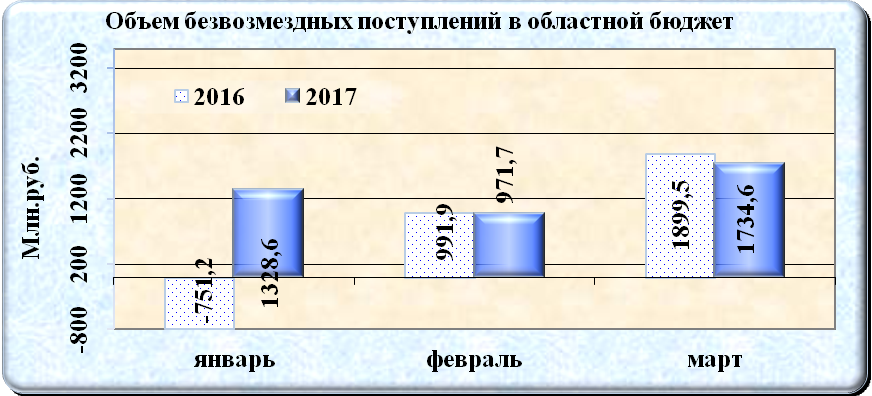 Объем безвозмездных поступлений в областной бюджет
Млн.руб.
3200
2200
1200
200
-800
2016
2017
-751,2
1328,6
991,9
971,7
1899,5
1734,6
январь
февраль
март